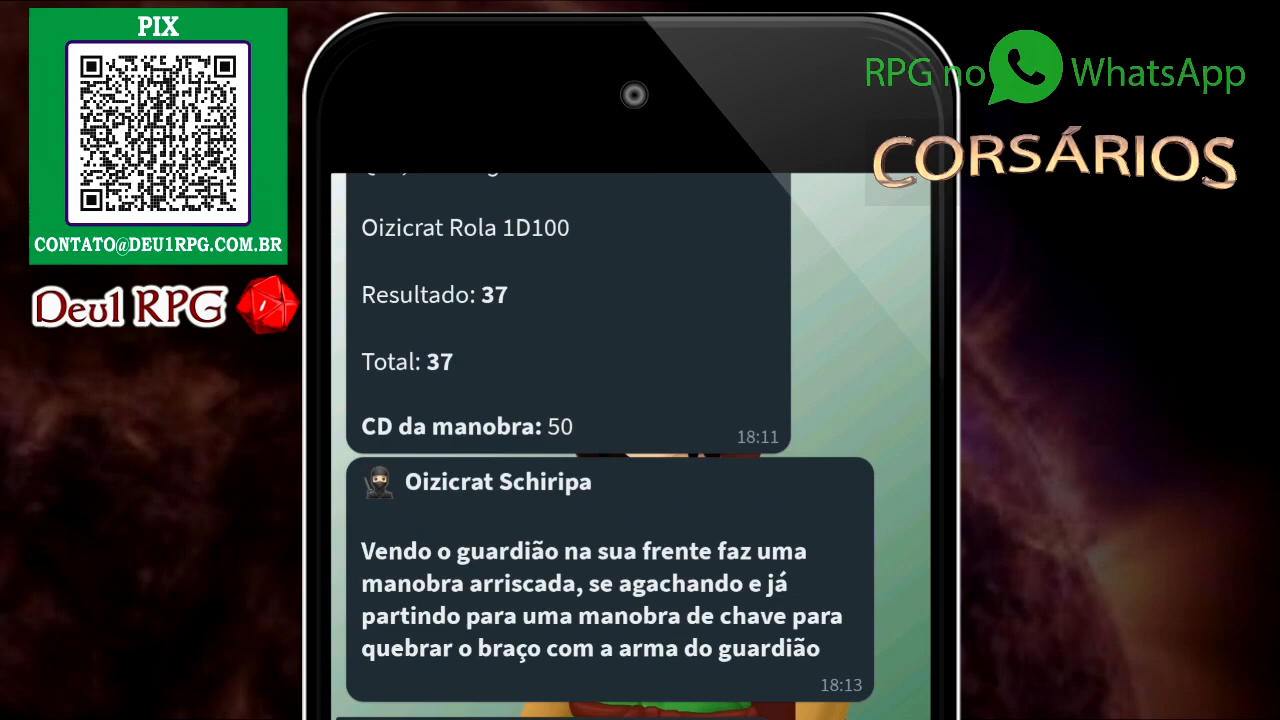 PIX
CONTATO@DEU1RPG.COM.BR
Deu1 RPG
RPG no WhatsApp
CORSÁRIOS
Oizicrat Rola 1D100
Resultado: 37
Total: 37
CD da manobra: 50
18:11
Oizicrat Schiripa
Vendo o guardião na sua frente faz uma
manobra arriscada, se agachando e já
partindo para uma manobra de chave para
quebrar o braço com a arma do guardião
18:13